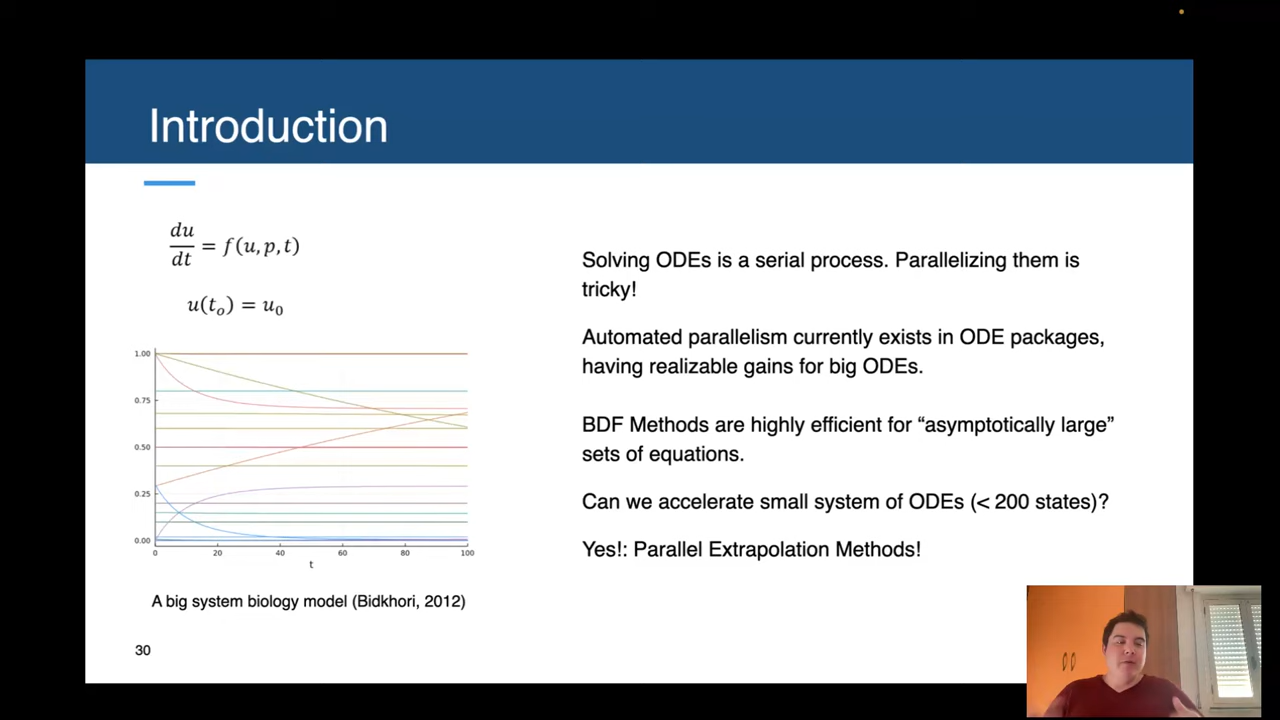 Introduction
du
dt
= f(u, p, t)
u(t₀) = u₀
1.00
0.75
0.50
0.25
0.00
0 20 40 60 80 100
t
A big system biology model (Bidkhori, 2012)
30
Solving ODEs is a serial process. Parallelizing them is
tricky!
Automated parallelism currently exists in ODE packages,
having realizable gains for big ODEs.
BDF Methods are highly efficient for “asymptotically large”
sets of equations.
Can we accelerate small system of ODEs (< 200 states)?
Yes!: Parallel Extrapolation Methods!